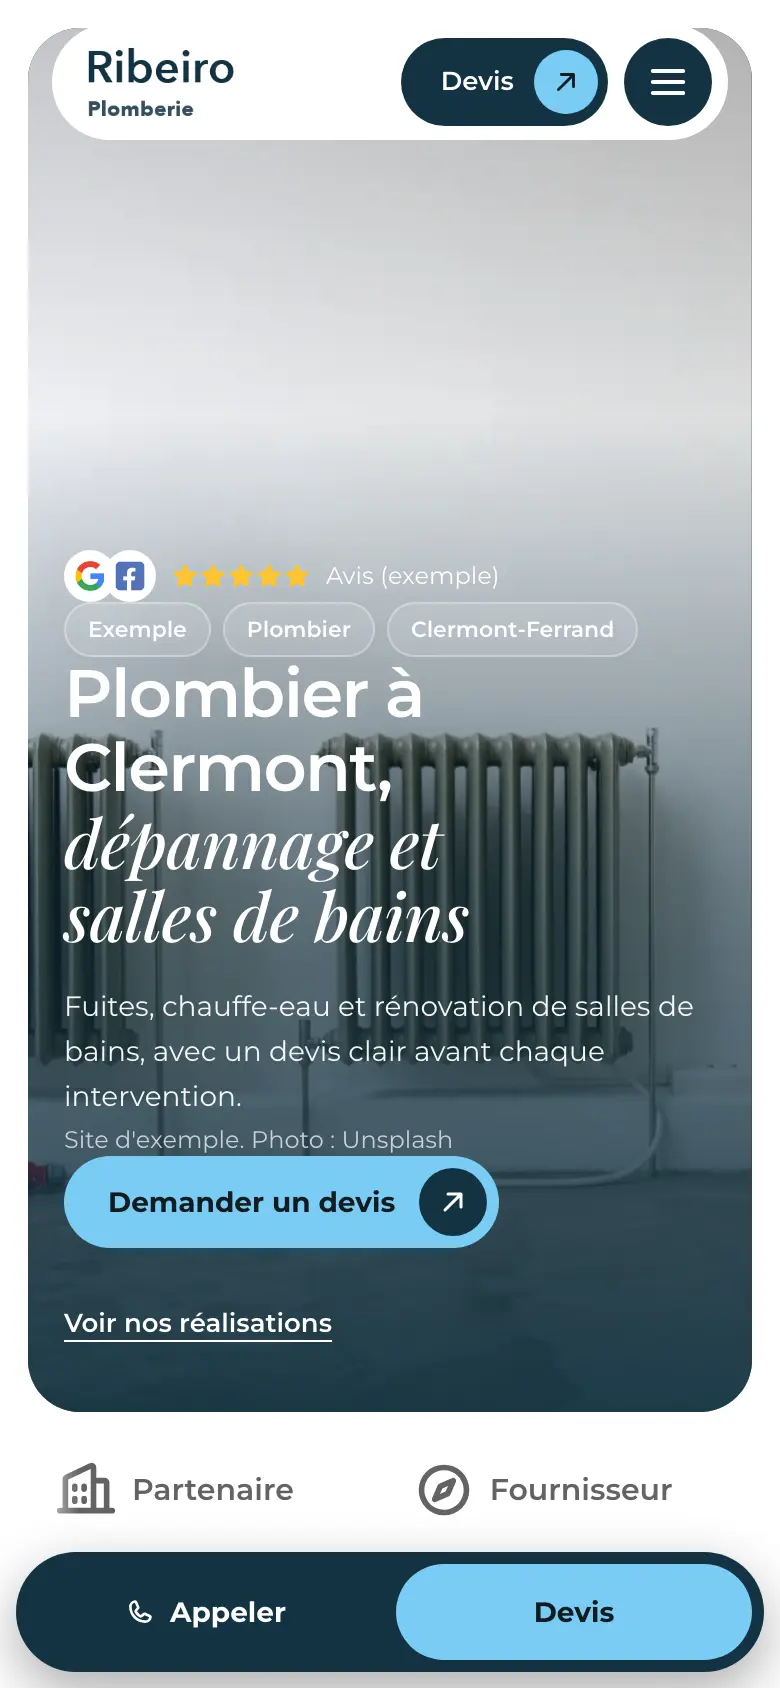 Ribeiro
Plomberie
Devis
Avis (exemple)
Exemple
Plombier
Clermont-Ferrand
Plombier à
Clermont,
dépannage et
salles de bains
Fuites, chauffe-eau et rénovation de salles de
bains, avec un devis clair avant chaque
intervention.
Site d'exemple. Photo : Unsplash
Demander un devis
Voir nos réalisations
Partenaire
Fournisseur
Appeler
Devis